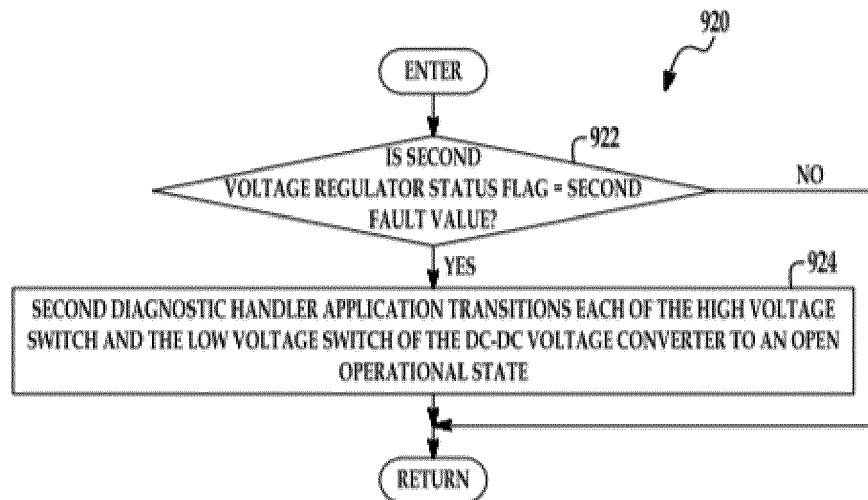 920
ENTER
922
IS SECOND
VOLTAGE REGULATOR STATUS FLAG = SECOND
FAULT VALUE?
NO
YES
924
SECOND DIAGNOSTIC HANDLER APPLICATION TRANSITIONS EACH OF THE HIGH VOLTAGE
SWITCH AND THE LOW VOLTAGE SWITCH OF THE DC-DC VOLTAGE CONVERTER TO AN OPEN
OPERATIONAL STATE
RETURN